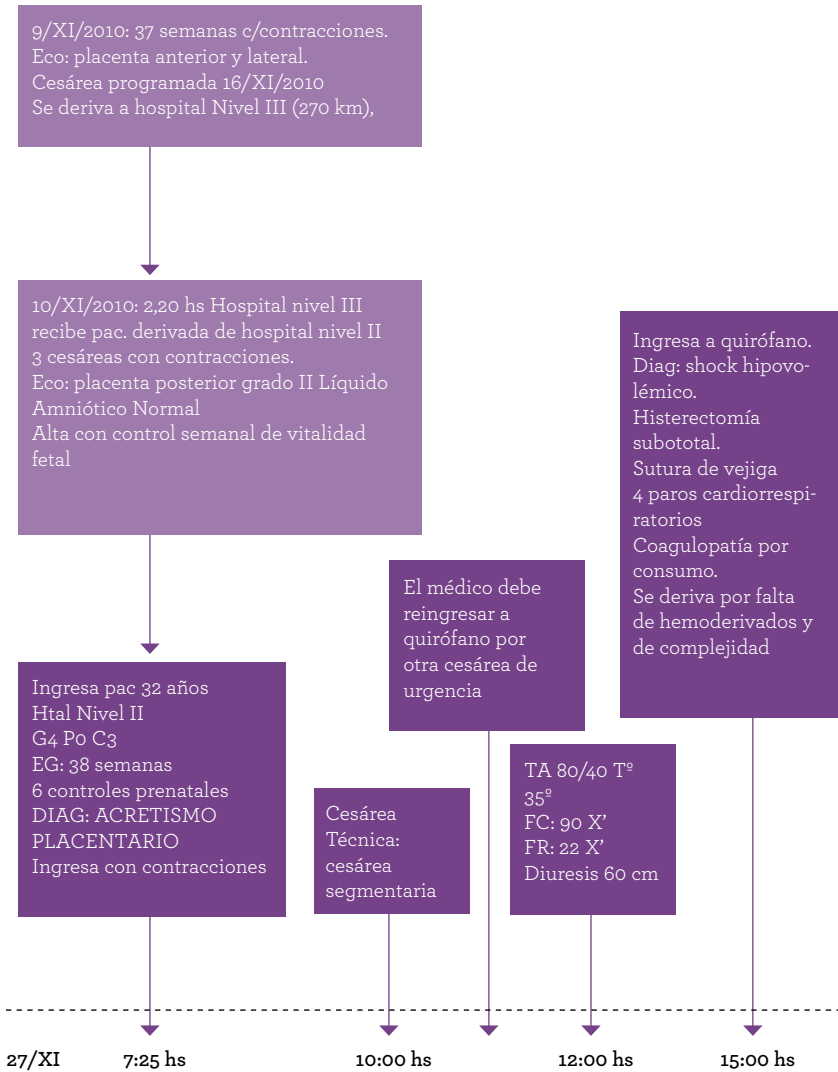 9/XI/2010: 37 semanas c/contracciones.
Eco: placenta anterior y lateral.
Cesárea programada 16/XI/2010
Se deriva a hospital Nivel III (270 km),
10/XI/2010: 2,20 hs Hospital nivel III
recibe pac. derivada de hospital nivel II
3 cesáreas con contracciones.
Eco: placenta posterior grado II Líquido
Amniótico Normal
Alta con control semanal de vitalidad
fetal
Ingresa pac 32 años
Htal Nivel II
G4 P0 C3
EG: 38 semanas
6 controles prenatales
DIAG: ACRETISMO
PLACENTARIO
Ingresa con contracciones
Cesárea
Técnica:
cesárea
segmentaria
El médico debe
reingresar a
quirófano por
otra cesárea de
urgencia
TA 80/40 Tº
35º
FC: 90 X’
FR: 22 X’
Diuresis 60 cm
Ingresa a quirófano.
Diag: shock hipovo-
lémico.
Histerectomía
subototal.
Sutura de vejiga
4 paros cardiorrespi-
ratorios
Coagulopatía por
consumo.
Se deriva por falta
de hemoderivados y
de complejidad
27/XI 7:25 hs 10:00 hs 12:00 hs 15:00 hs